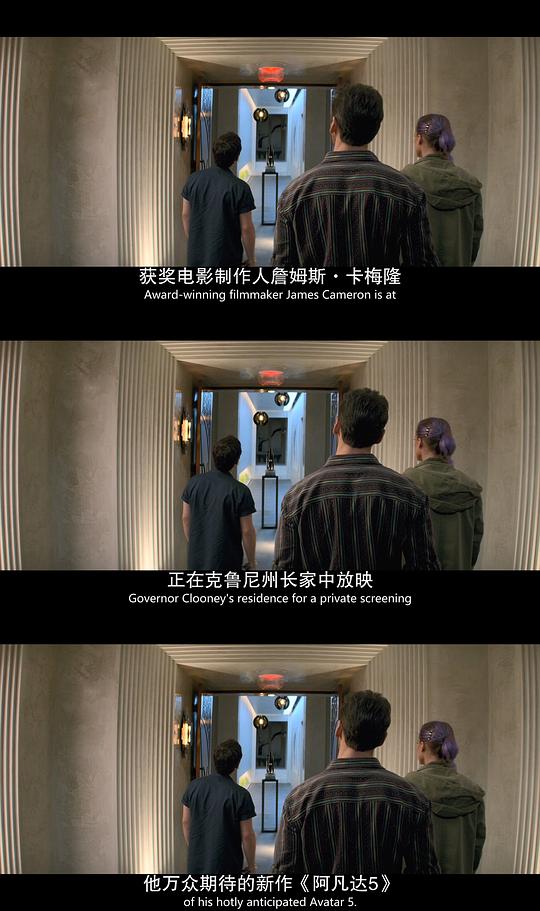 获奖电影制作人詹姆斯·卡梅隆
Award-winning filmmaker James Cameron is at
正在克鲁尼州长家中放映
Governor Clooney's residence for a private screening
他万众期待的新作《阿凡达5》
of his hotly anticipated Avatar 5.